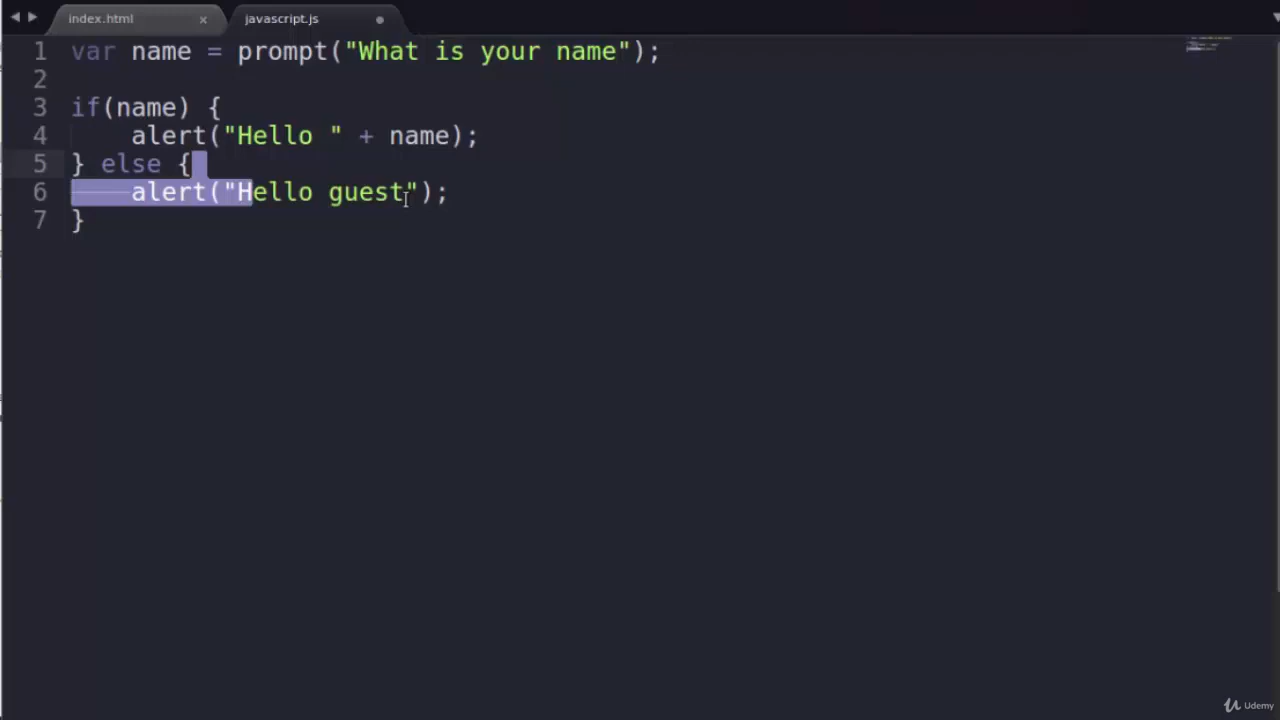 index.html ×
javascript.js
1 var name = prompt("What is your name");
2
3 if(name) {
4     alert("Hello " + name);
5 } else {
6     alert("Hello guest");
7 }
Udemy